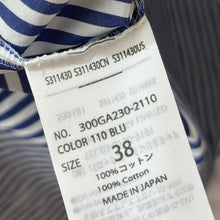 S311430 S311430CN S311430US
NO. 300GA230-2110
COLOR 110 BLU
SIZE 38
100%コットン
100% Cotton
MADE IN JAPAN